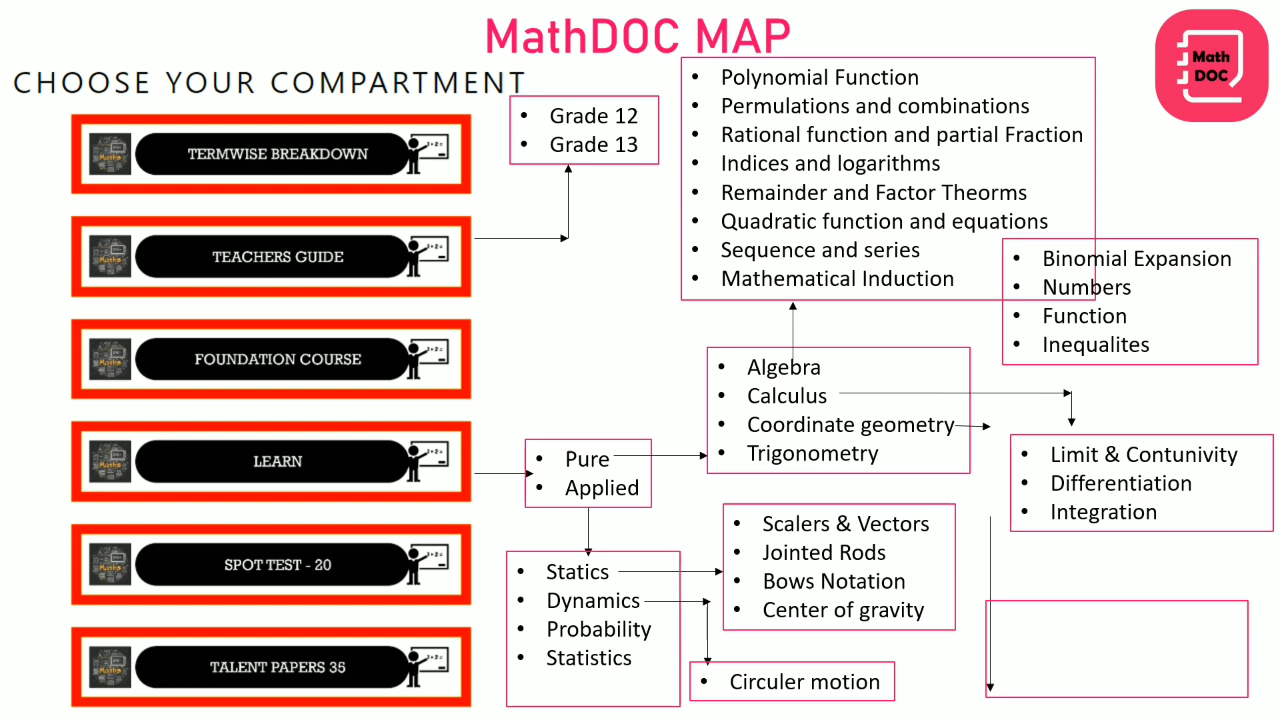 MathDOC MAP
Math
DOC
CHOOSE YOUR COMPARTMENT
TERMWISE BREAKDOWN
TEACHERS GUIDE
FOUNDATION COURSE
LEARN
SPOT TEST - 20
TALENT PAPERS 35
• Grade 12
• Grade 13
• Polynomial Function
• Permulations and combinations
• Rational function and partial Fraction
• Indices and logarithms
• Remainder and Factor Theorms
• Quadratic function and equations
• Sequence and series
• Mathematical Induction
• Binomial Expansion
• Numbers
• Function
• Inequalites
• Algebra
• Calculus
• Coordinate geometry
• Trigonometry
• Limit & Contunivity
• Differentiation
• Integration
• Pure
• Applied
• Scalers & Vectors
• Jointed Rods
• Bows Notation
• Center of gravity
• Statics
• Dynamics
• Probability
• Statistics
• Circuler motion